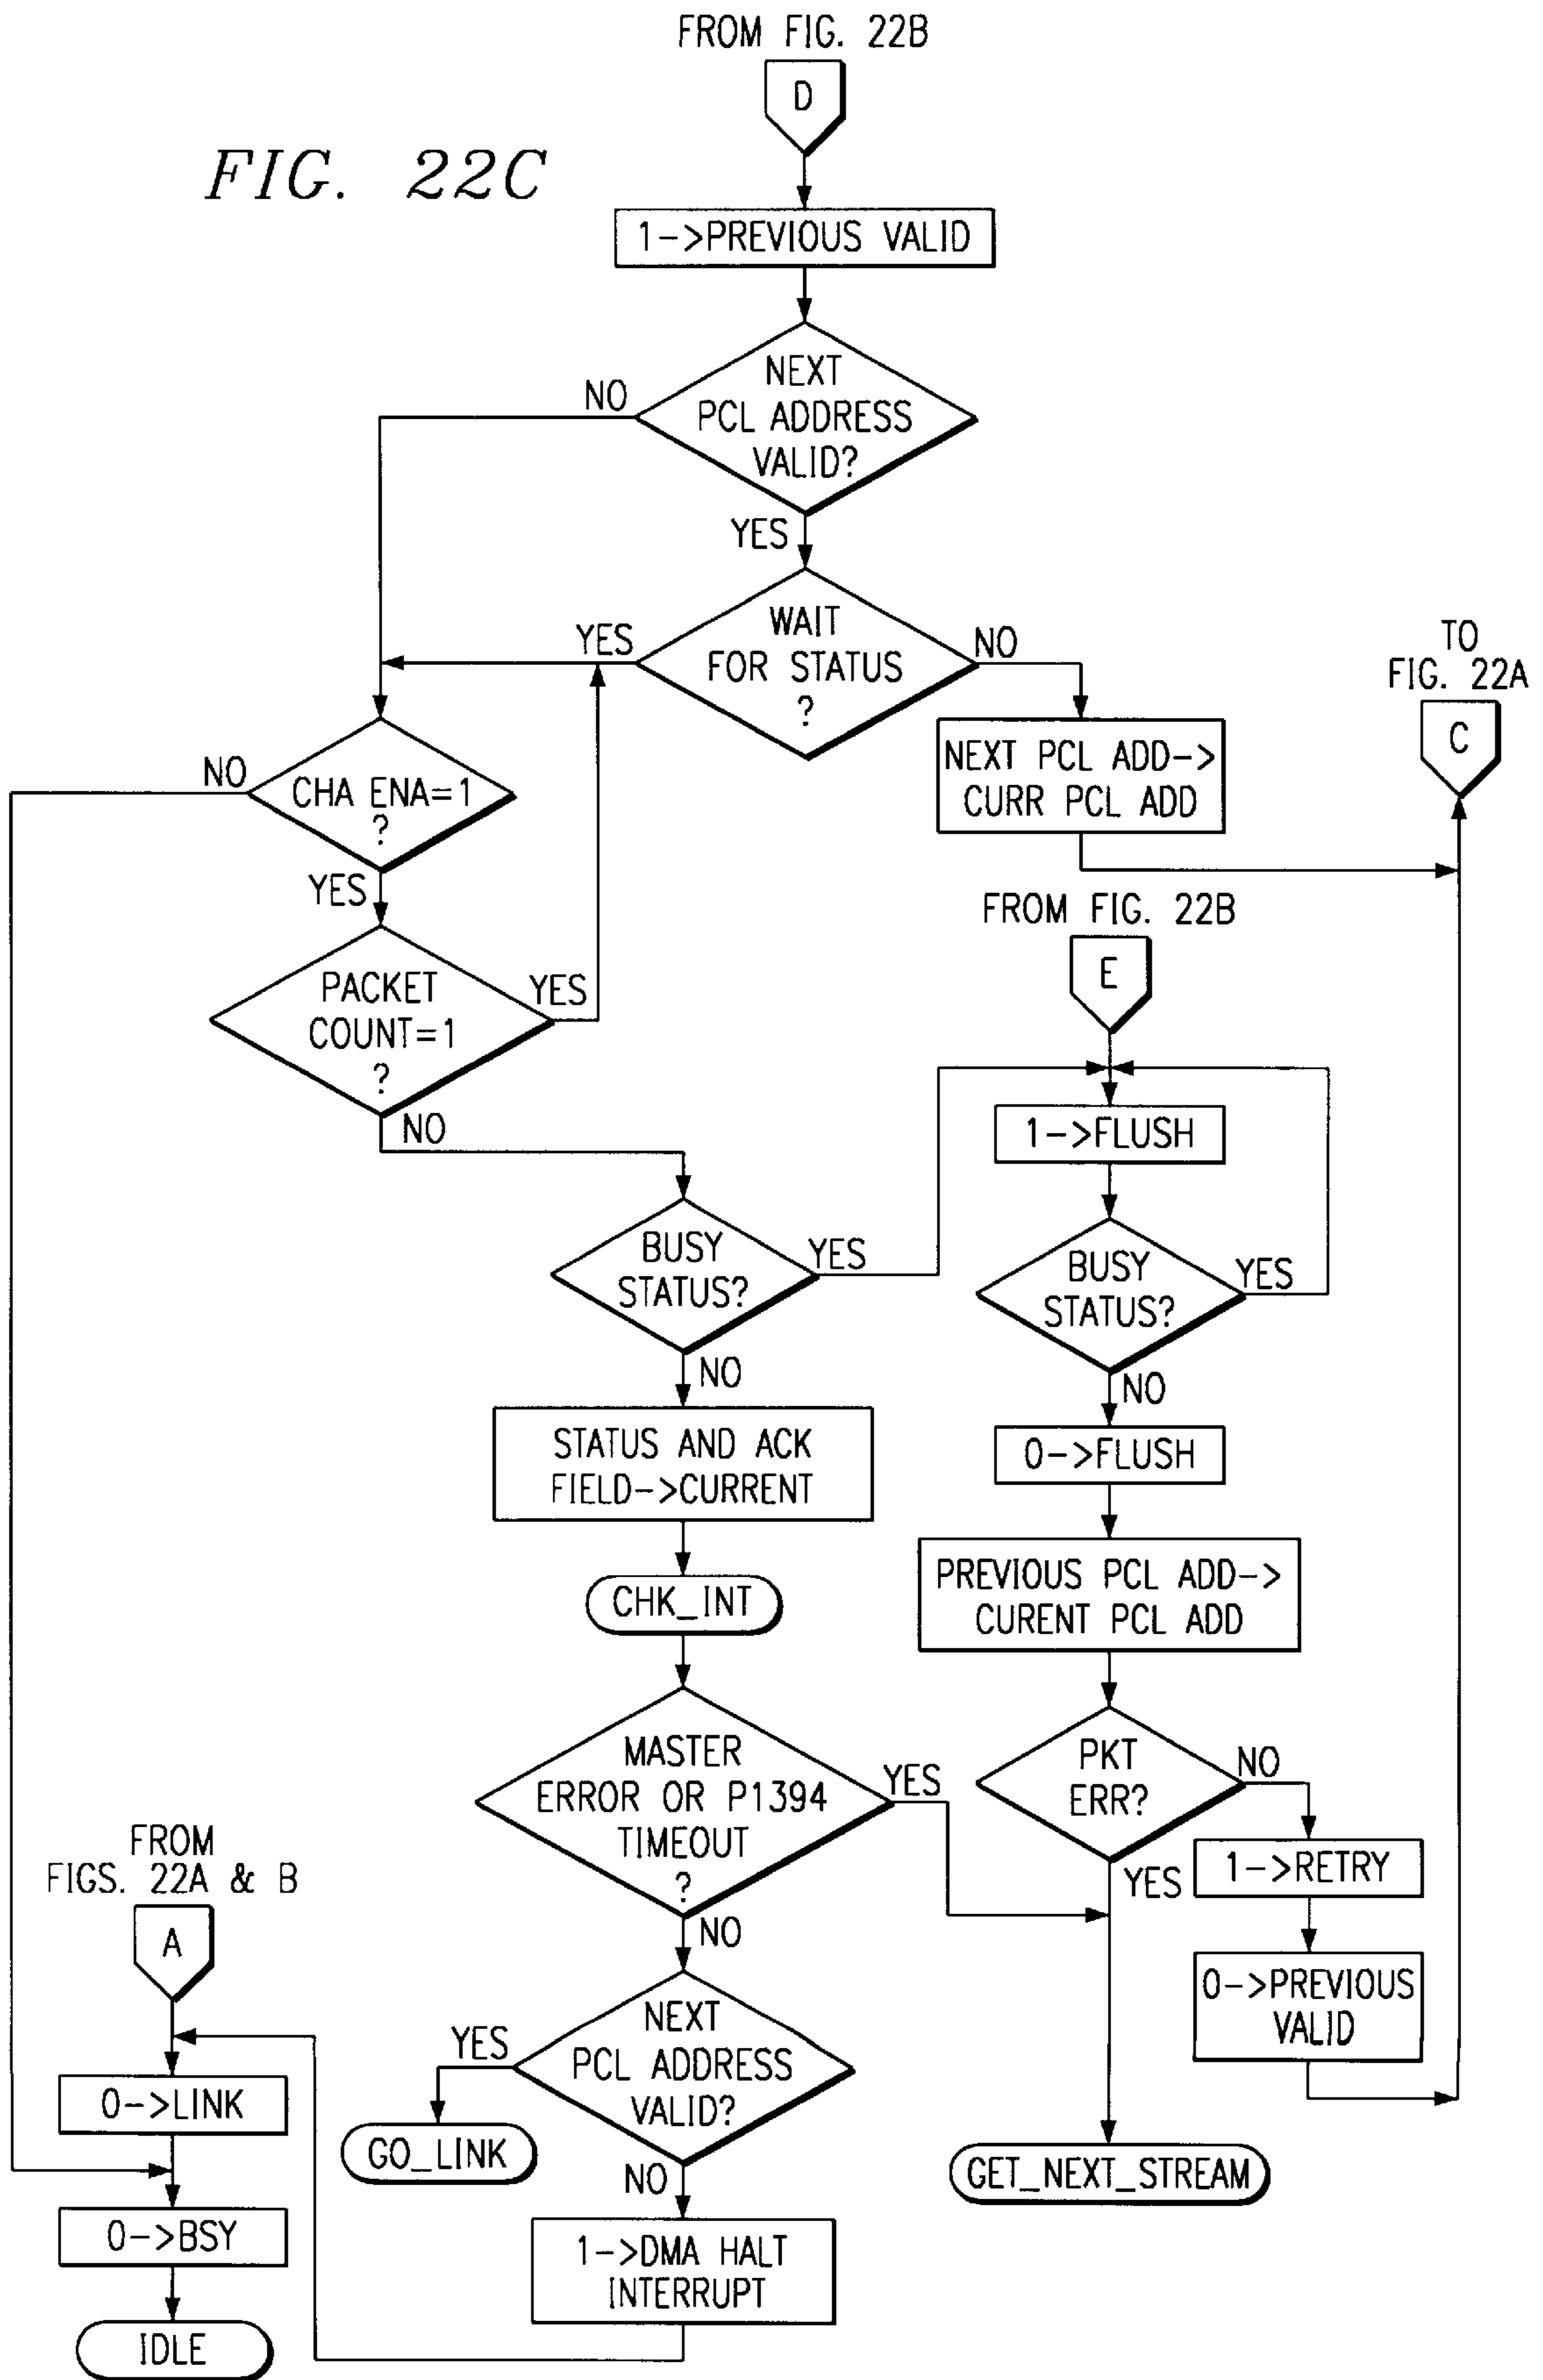 FROM FIG. 22B
D
FIG. 22C
1->PREVIOUS VALID
NEXT
PCL ADDRESS
VALID?
NO
YES
WAIT
FOR STATUS
?
YES
NO
TO
FIG. 22A
C
NEXT PCL ADD->
CURR PCL ADD
CHA ENA=1
?
NO
YES
FROM FIG. 22B
E
PACKET
COUNT=1
?
YES
NO
1->FLUSH
BUSY
STATUS?
YES
NO
BUSY
STATUS?
YES
NO
STATUS AND ACK
FIELD->CURRENT
0->FLUSH
CHK_INT
PREVIOUS PCL ADD->
CURENT PCL ADD
MASTER
ERROR OR P1394
TIMEOUT
?
YES
NO
PKT
ERR?
NO
YES
1->RETRY
0->PREVIOUS
VALID
FROM
FIGS. 22A & B
A
NEXT
PCL ADDRESS
VALID?
YES
NO
GO_LINK
GET_NEXT_STREAM
0->LINK
0->BSY
IDLE
1->DMA HALT
INTERRUPT